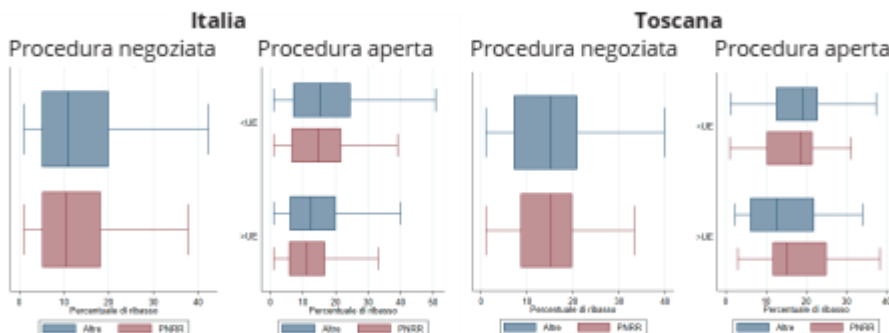 Italia
Toscana
Procedura negoziata
Procedura aperta
Procedura negoziata
Procedura aperta
<UE
>UE
0 10 20 30 40
Percentuale di ribasso
Altre PNRR
0 10 20 30 40 50
Percentuale di ribasso
Altre PNRR
0 10 20 30 40
Percentuale di ribasso
Altre PNRR
>UE
>UE
0 10 20 30 40
Percentuale di ribasso
Altre PNRR